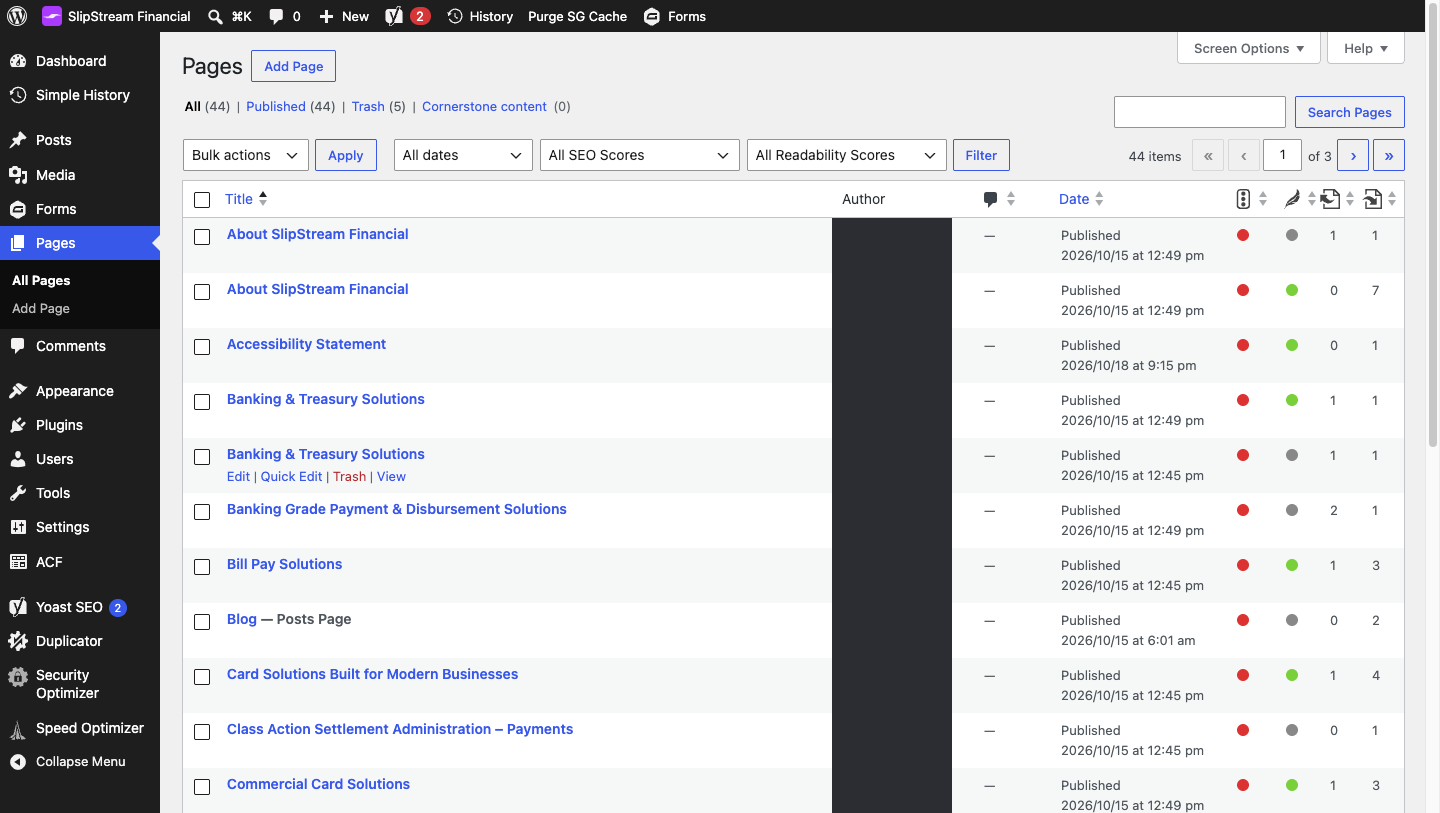 SlipStream Financial ⌘K 0 New 2 History Purge SG Cache Forms
Dashboard
Simple History
Posts
Media
Forms
Pages
All Pages
Add Page
Comments
Appearance
Plugins
Users
Tools
Settings
ACF
Yoast SEO 2
Duplicator
Security
Optimizer
Speed Optimizer
Collapse Menu
Screen Options Help
Pages Add Page
All (44) | Published (44) | Trash (5) | Cornerstone content (0)
Search Pages
Bulk actions Apply All dates All SEO Scores All Readability Scores Filter 44 items « ‹ 1 of 3 › »
Title Author Date
About SlipStream Financial — Published 1 1
2026/10/15 at 12:49 pm
About SlipStream Financial — Published 0 7
2026/10/15 at 12:49 pm
Accessibility Statement — Published 0 1
2026/10/18 at 9:15 pm
Banking & Treasury Solutions — Published 1 1
2026/10/15 at 12:49 pm
Banking & Treasury Solutions — Published 1 1
Edit | Quick Edit | Trash | View 2026/10/15 at 12:45 pm
Banking Grade Payment & Disbursement Solutions — Published 2 1
2026/10/15 at 12:49 pm
Bill Pay Solutions — Published 1 3
2026/10/15 at 12:45 pm
Blog — Posts Page — Published 0 2
2026/10/15 at 6:01 am
Card Solutions Built for Modern Businesses — Published 1 4
2026/10/15 at 12:45 pm
Class Action Settlement Administration – Payments — Published 0 1
2026/10/15 at 12:45 pm
Commercial Card Solutions — Published 1 3
2026/10/15 at 12:49 pm